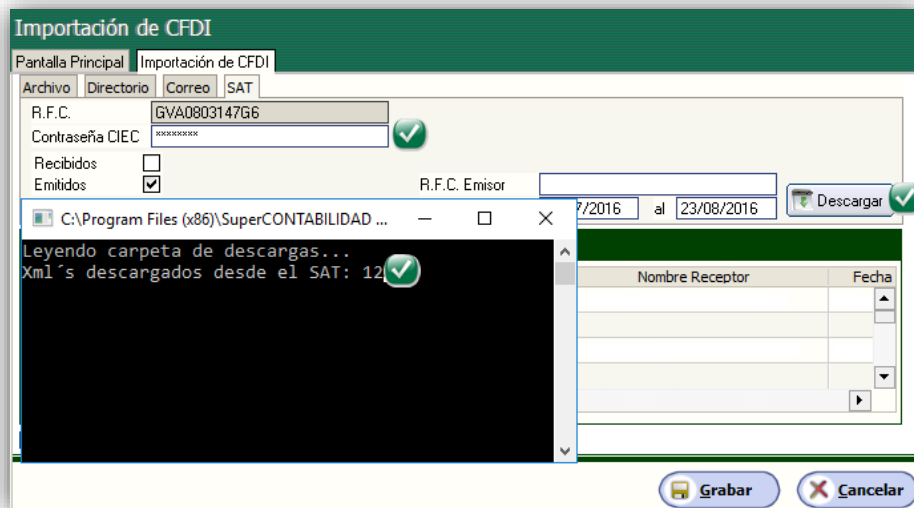 Importación de CFDI
Pantalla Principal Importación de CFDI
Archivo Directorio Correo SAT
R.F.C. GVA0803147G6
Contraseña CIEC ********
Recibidos
Emitidos R.F.C. Emisor
7/2016 al 23/08/2016 Descargar
C:\Program Files (x86)\SuperCONTABILIDAD ...
Leyendo carpeta de descargas...
Xml´s descargados desde el SAT: 12
Nombre Receptor Fecha
Grabar Cancelar